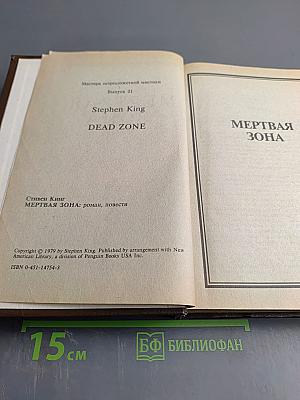 Мастера остросюжетной мистики
Выпуск 21
Stephen King
DEAD ZONE
Стивен Кинг
МЕРТВАЯ ЗОНА: роман, повести
Copyright © 1979 by Stephen King. Published by arrangement with New
American Library, a division of Penguin Books USA Inc.
ISBN 0-451-14754-3
МЕРТВАЯ
ЗОНА
15 см
БФ БИБЛИОФАН